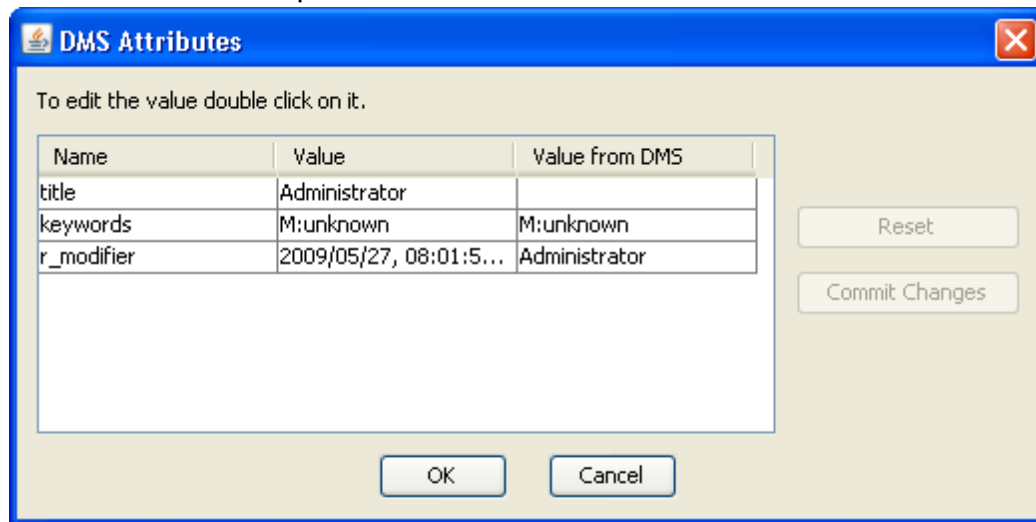 DMS Attributes
To edit the value double click on it.
Name Value Value from DMS
title Administrator
keywords M:unknown M:unknown
r_modifier 2009/05/27, 08:01:5... Administrator
Reset
Commit Changes
OK Cancel